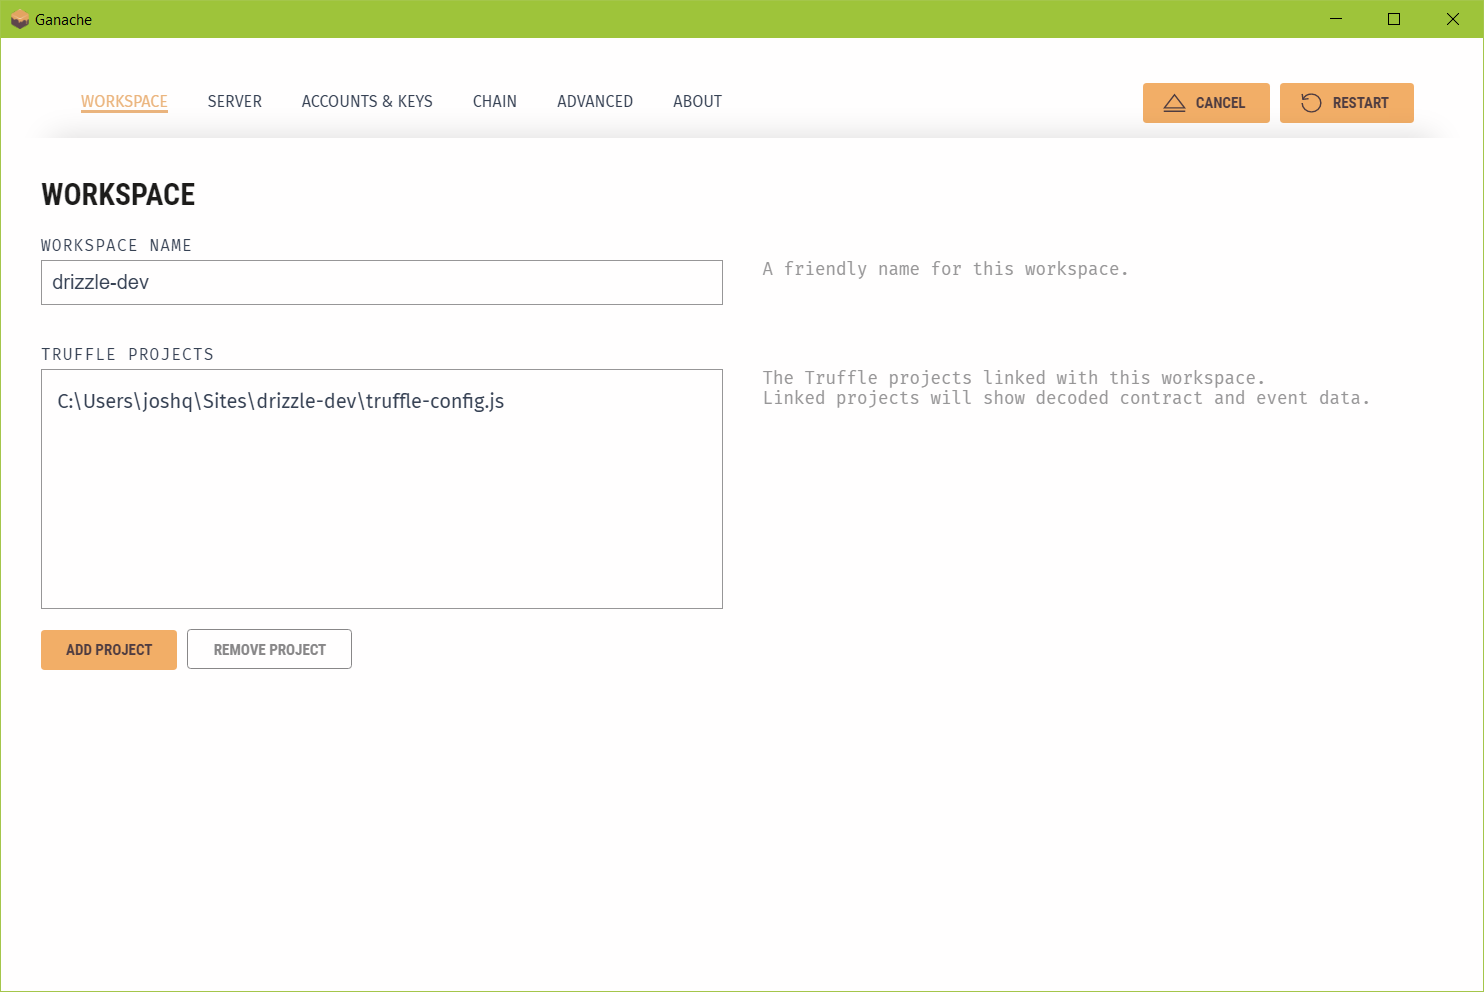 Ganache
WORKSPACE SERVER ACCOUNTS & KEYS CHAIN ADVANCED ABOUT CANCEL RESTART
WORKSPACE
WORKSPACE NAME
drizzle-dev
A friendly name for this workspace.
TRUFFLE PROJECTS
C:\Users\joshq\Sites\drizzle-dev\truffle-config.js
The Truffle projects linked with this workspace.
Linked projects will show decoded contract and event data.
ADD PROJECT REMOVE PROJECT